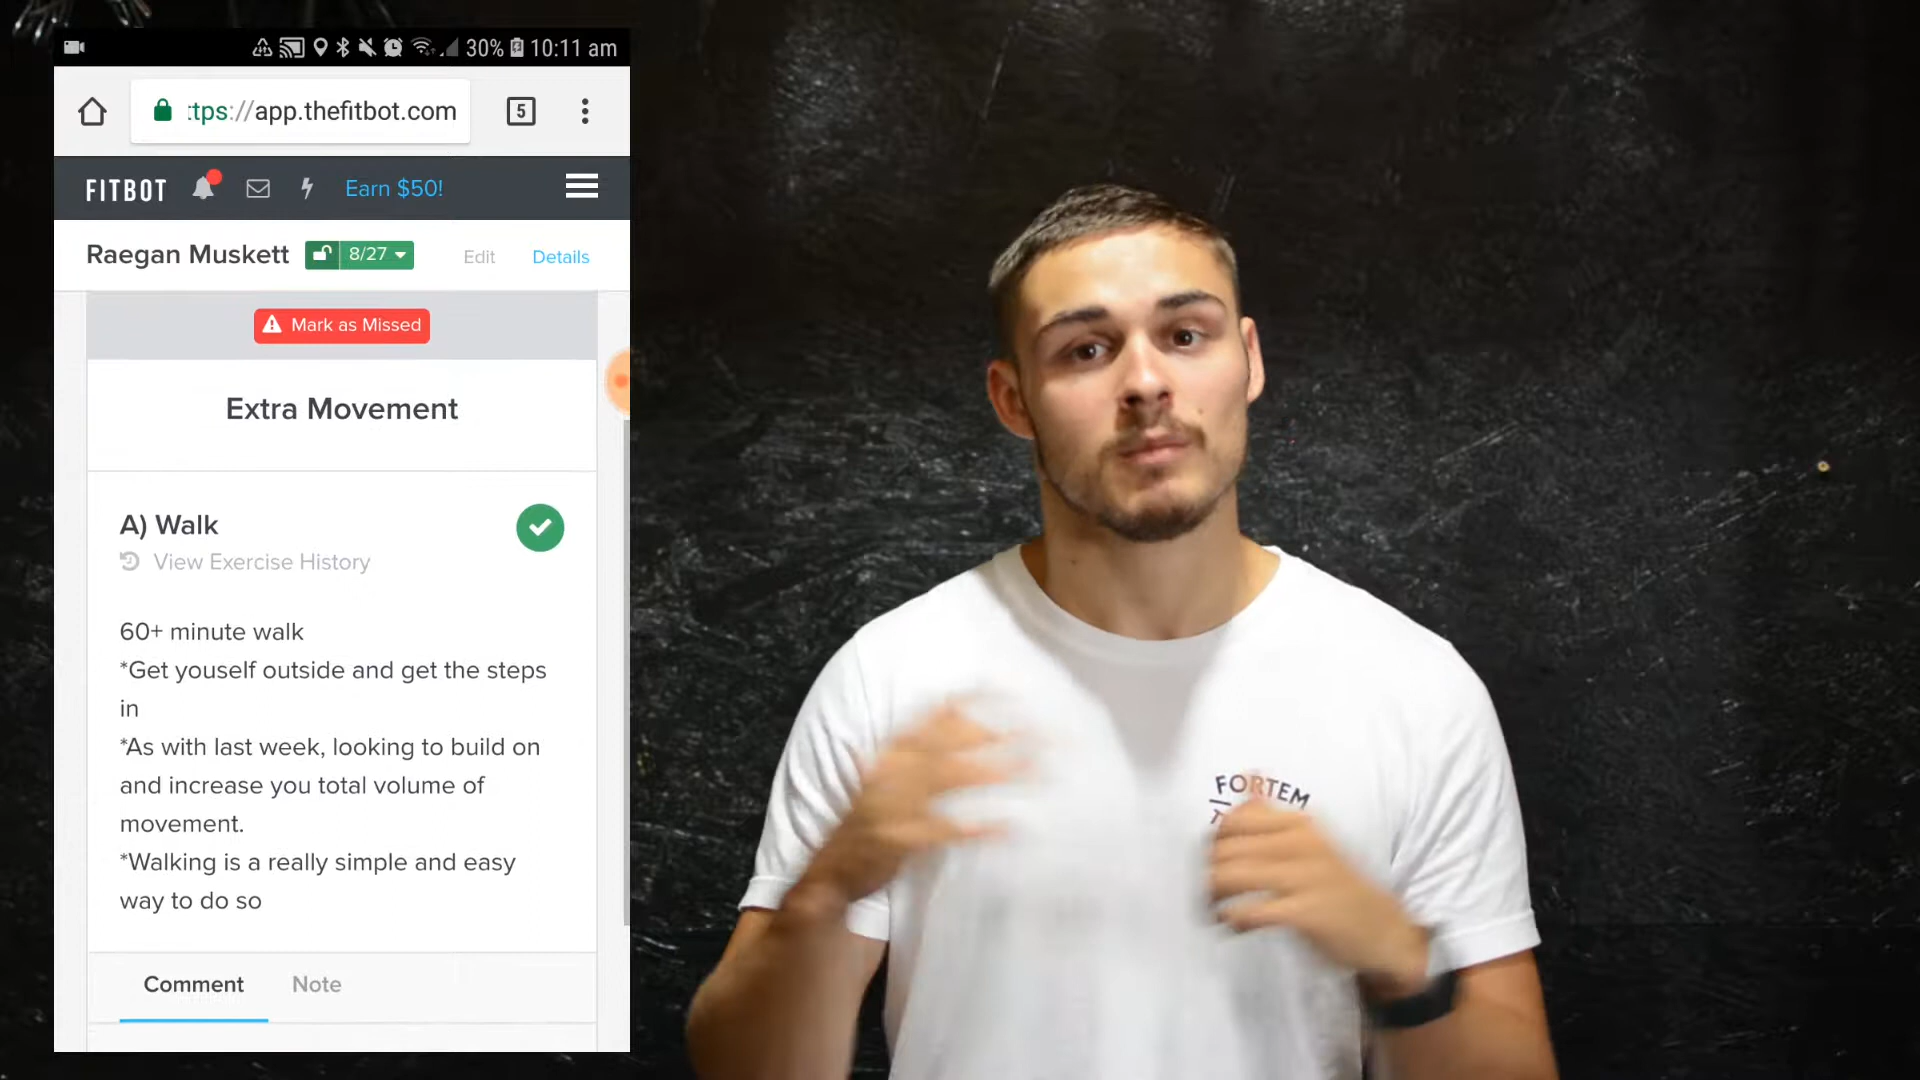 30% 10:11 am
ttps://app.thefitbot.com
5
FITBOT
Earn $50!
Raegan Muskett
8/27
Edit
Details
Mark as Missed
Extra Movement
A) Walk
View Exercise History
60+ minute walk
*Get youself outside and get the steps
in
*As with last week, looking to build on
and increase you total volume of
movement.
*Walking is a really simple and easy
way to do so
Comment
Note
FORTEM